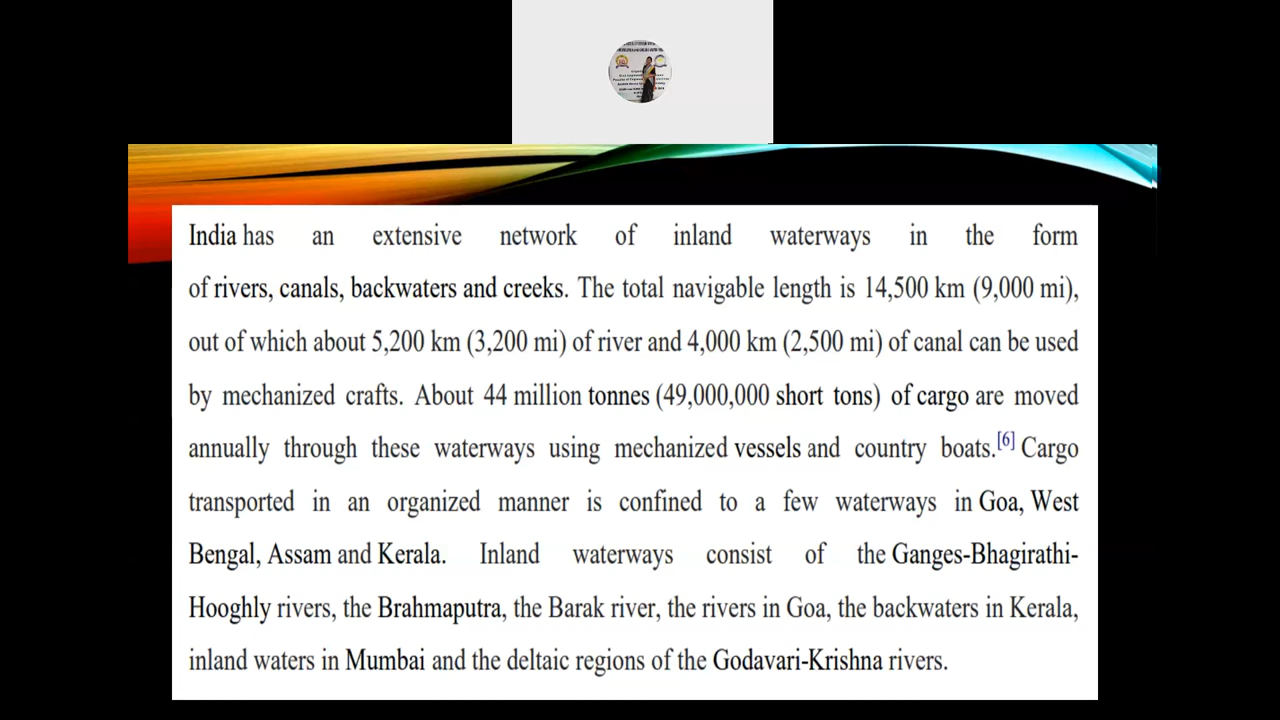 India has an extensive network of inland waterways in the form
of rivers, canals, backwaters and creeks. The total navigable length is 14,500 km (9,000 mi),
out of which about 5,200 km (3,200 mi) of river and 4,000 km (2,500 mi) of canal can be used
by mechanized crafts. About 44 million tonnes (49,000,000 short tons) of cargo are moved
annually through these waterways using mechanized vessels and country boats.[6] Cargo
transported in an organized manner is confined to a few waterways in Goa, West
Bengal, Assam and Kerala. Inland waterways consist of the Ganges-Bhagirathi-
Hooghly rivers, the Brahmaputra, the Barak river, the rivers in Goa, the backwaters in Kerala,
inland waters in Mumbai and the deltaic regions of the Godavari-Krishna rivers.